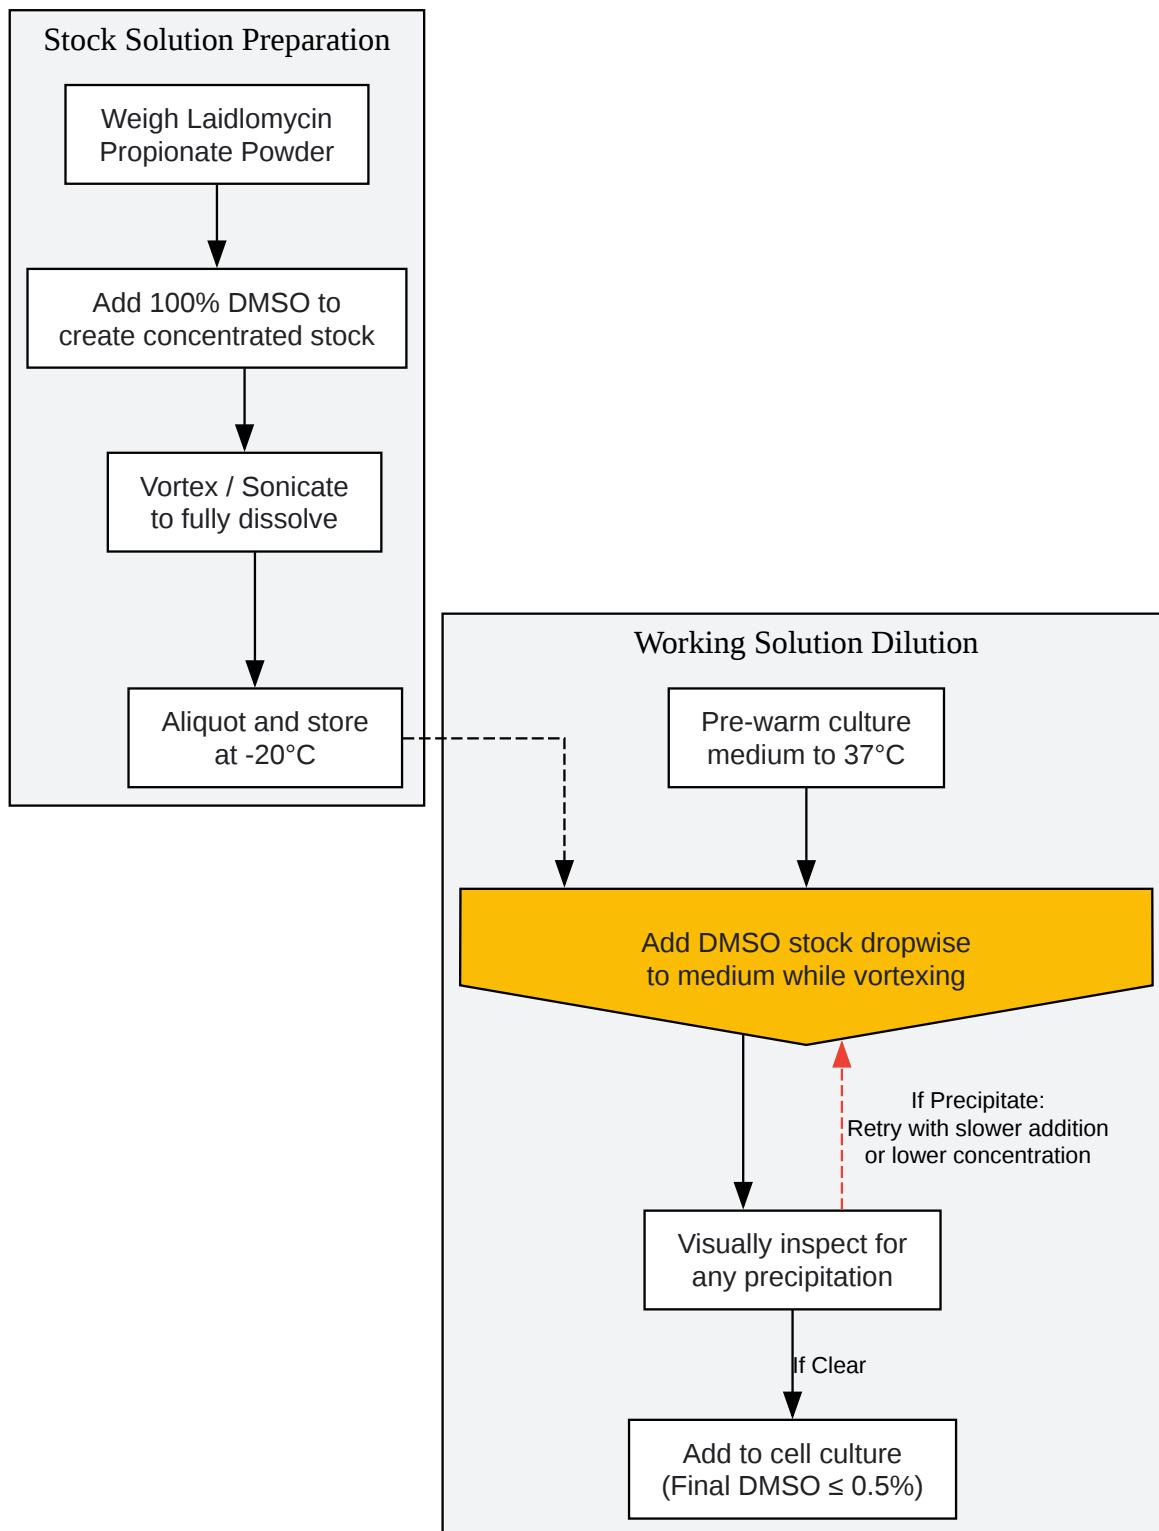 Stock Solution Preparation
Weigh Laidlomycin
Propionate Powder
Add 100% DMSO to
create concentrated stock
Vortex / Sonicate
to fully dissolve
Aliquot and store
at -20°C
Working Solution Dilution
Pre-warm culture
medium to 37°C
Add DMSO stock dropwise
to medium while vortexing
If Precipitate:
Retry with slower addition
or lower concentration
Visually inspect for
any precipitation
If Clear
Add to cell culture
(Final DMSO ≤ 0.5%)